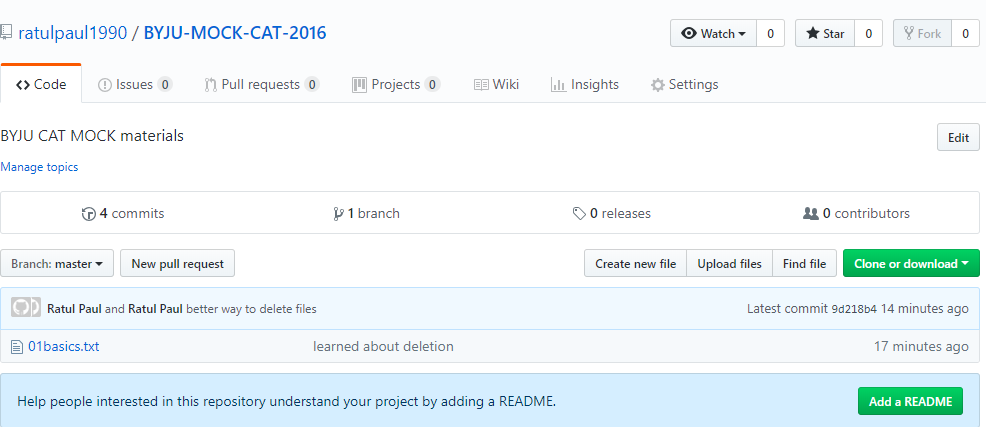 ratulpaul1990 / BYJU-MOCK-CAT-2016 Watch 0 Star 0 Fork 0
Code Issues 0 Pull requests 0 Projects 0 Wiki Insights Settings
BYJU CAT MOCK materials Edit
Manage topics
4 commits 1 branch 0 releases 0 contributors
Branch: master New pull request Create new file Upload files Find file Clone or download
Ratul Paul and Ratul Paul better way to delete files Latest commit 9d218b4 14 minutes ago
01basics.txt learned about deletion 17 minutes ago
Help people interested in this repository understand your project by adding a README. Add a README